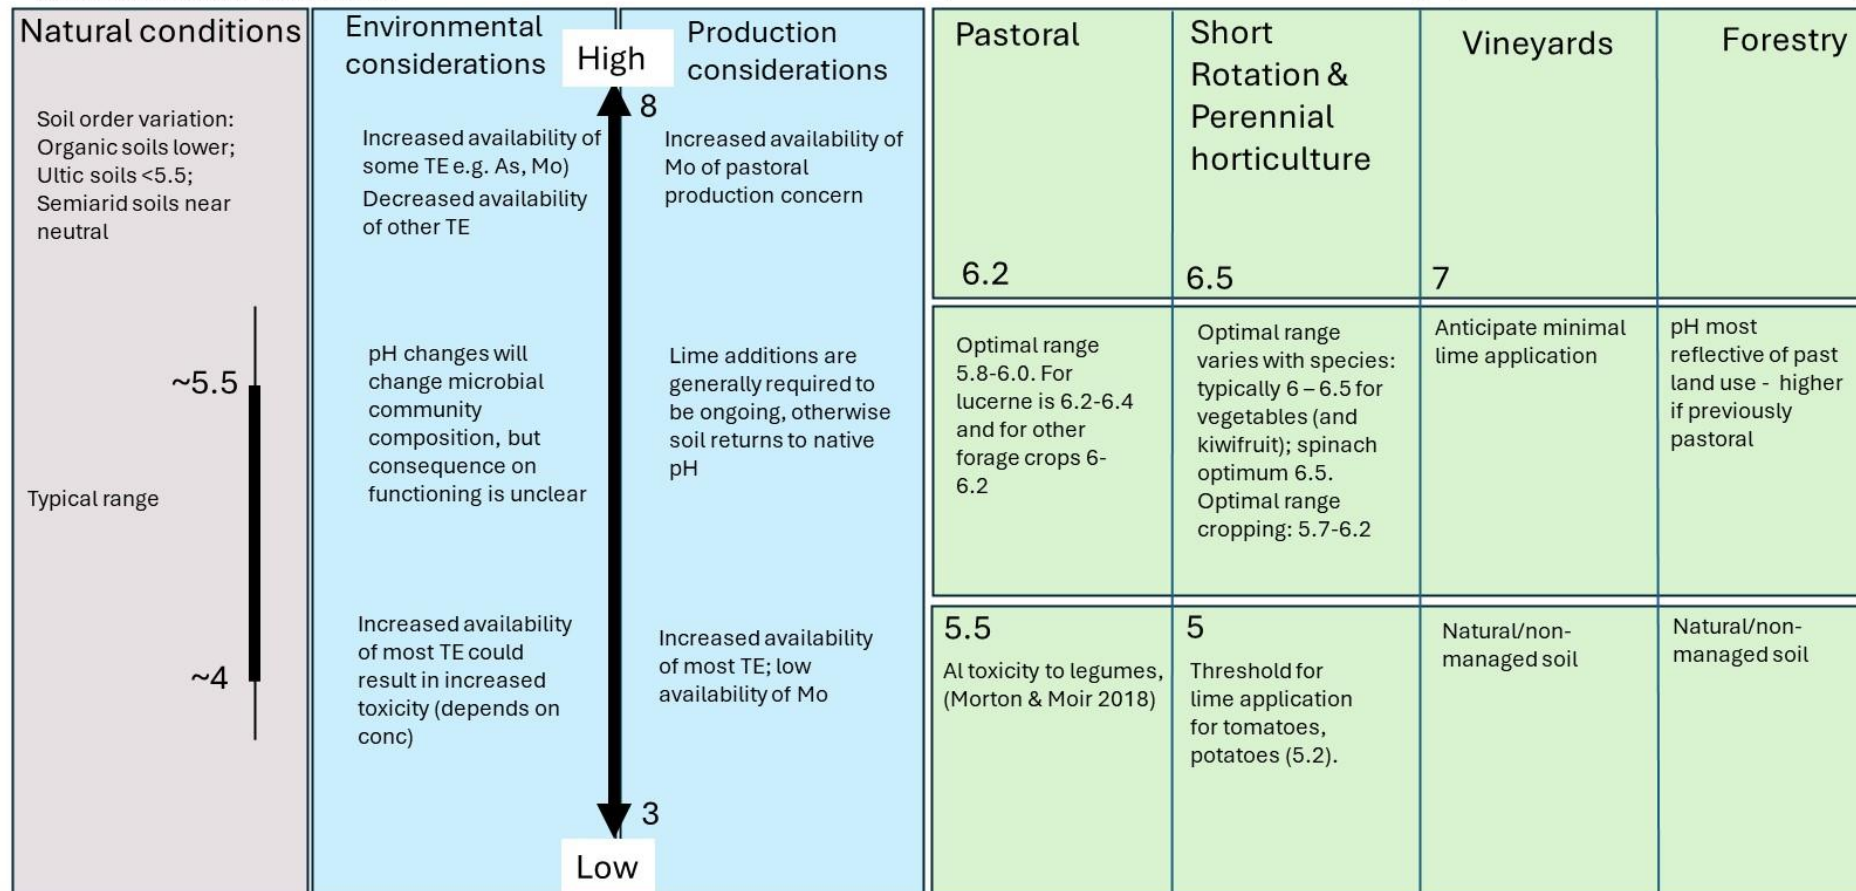 Natural conditions
Soil order variation:
Organic soils lower;
Ultic soils <5.5;
Semiarid soils near
neutral
~5.5
Typical range
~4
Environmental
considerations
Increased availability of
some TE e.g. As, Mo)
Decreased availability
of other TE
pH changes will
change microbial
community
composition, but
consequence on
functioning is unclear
Increased availability
of most TE could
result in increased
toxicity (depends on
conc)
High
8
3
Low
Production
considerations
Increased availability of
Mo of pastoral
production concern
Lime additions are
generally required to
be ongoing, otherwise
soil returns to native
pH
Increased availability
of most TE; low
availability of Mo
Pastoral
6.2
Optimal range
5.8-6.0. For
lucerne is 6.2-6.4
and for other
forage crops 6-
6.2
5.5
Al toxicity to legumes,
(Morton & Moir 2018)
Short
Rotation &
Perennial
horticulture
6.5
Optimal range
varies with species:
typically 6 – 6.5 for
vegetables (and
kiwifruit); spinach
optimum 6.5.
Optimal range
cropping: 5.7-6.2
5
Threshold for
lime application
for tomatoes,
potatoes (5.2).
Vineyards
7
Anticipate minimal
lime application
Natural/non-
managed soil
Forestry
pH most
reflective of past
land use - higher
if previously
pastoral
Natural/non-
managed soil